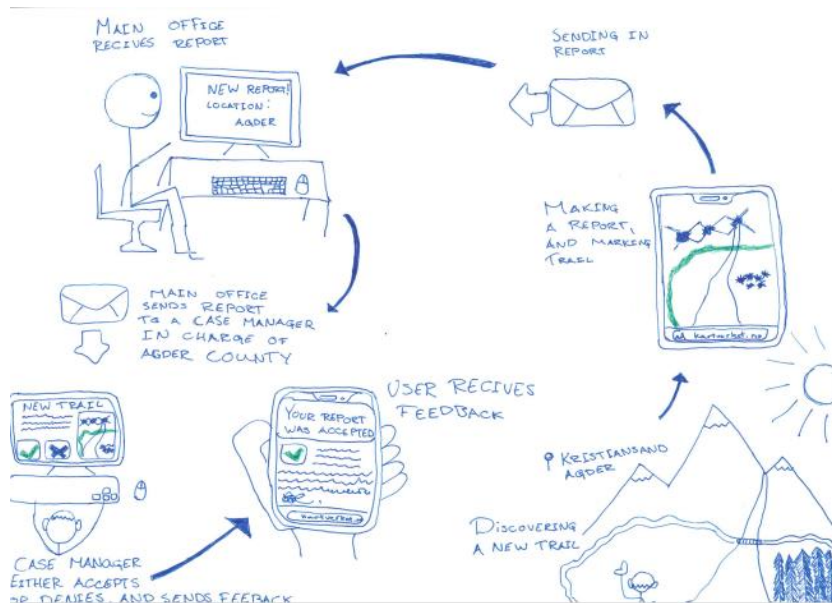 MAIN OFFICE
RECIVES REPORT
NEW REPORT!
LOCATION:
AGDER
SENDING IN
REPORT
MAKING
A REPORT,
AND MARKING
TRAIL
KRISTIANSAND
AGDER
DISCOVERING
A NEW TRAIL
MAIN OFFICE
SENDS REPORT
TO A CASE MANAGER
IN CHARGE OF
AGDER COUNTY
NEW TRAIL
CASE MANAGER
EITHER ACCEPTS
OR DENIES, AND SENDS FEEBACK
USER RECIVES
FEEDBACK
YOUR REPORT
WAS ACCEPTED